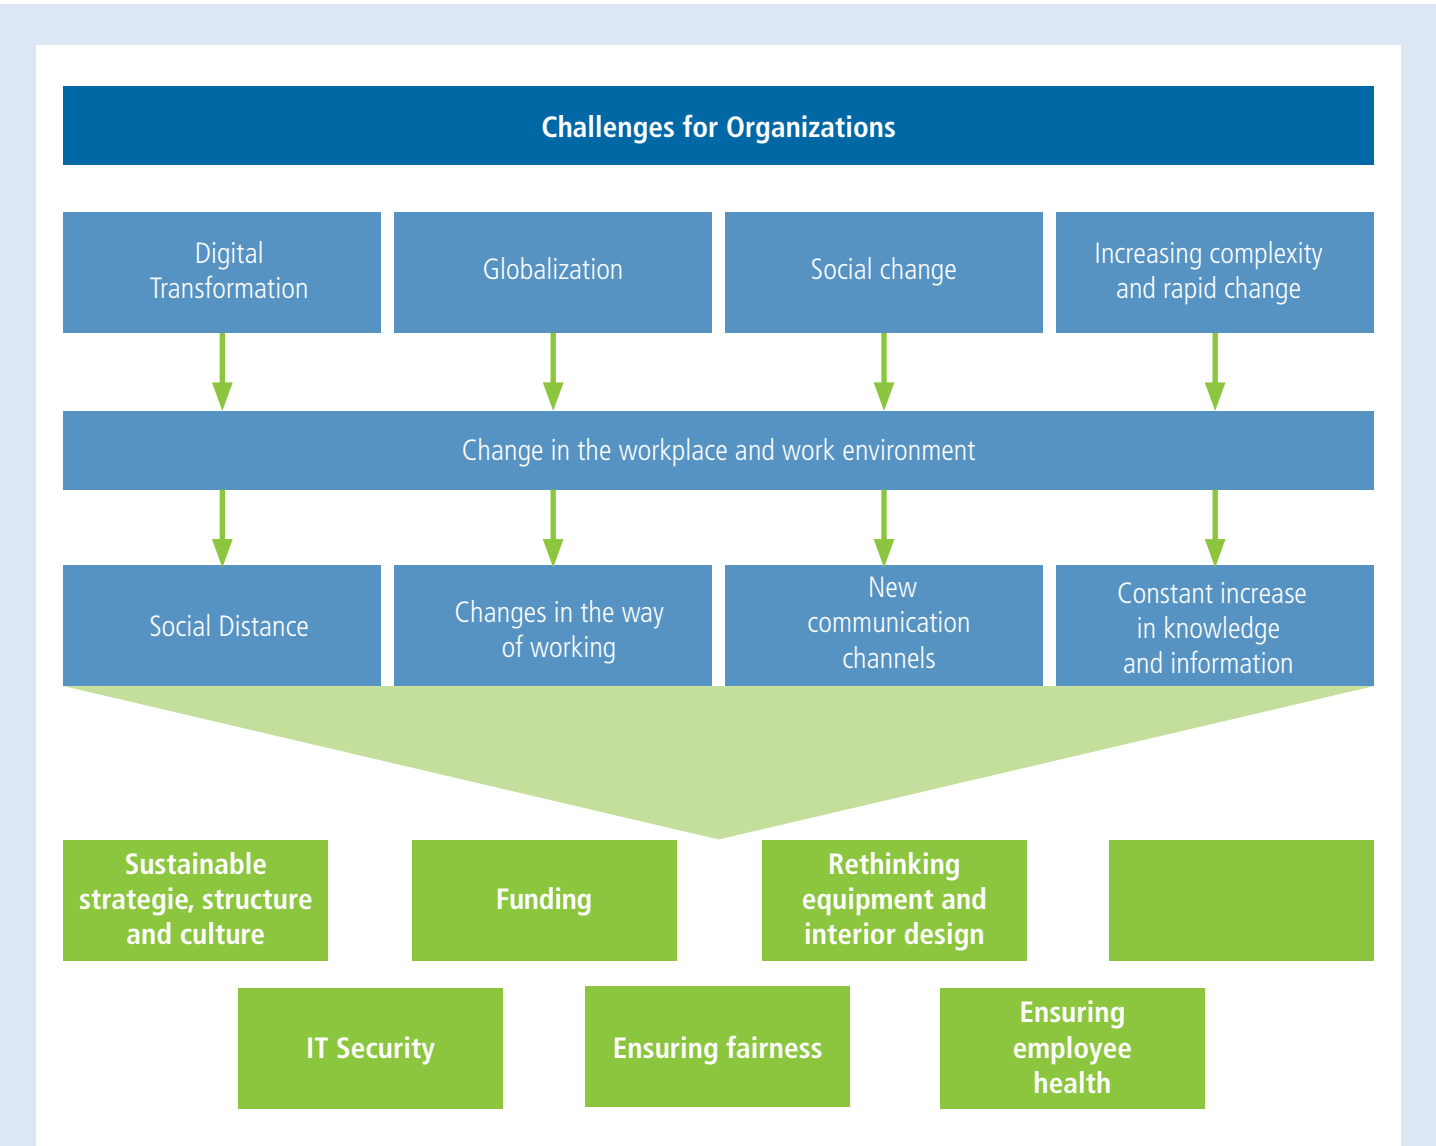 Challenges for Organizations
Digital
Transformation
Globalization
Social change
Increasing complexity
and rapid change
Change in the workplace and work environment
Social Distance
Changes in the way
of working
New
communication
channels
Constant increase
in knowledge
and information
Sustainable
strategie, structure
and culture
Funding
Rethinking
equipment and
interior design
IT Security
Ensuring fairness
Ensuring
employee
health